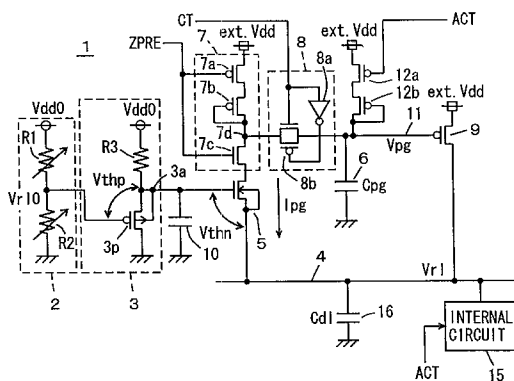 CT
ext.Vdd
ext.Vdd
ACT
ZPRE
7
8
1
7a
8a
12a
7b
12b
ext.Vdd
Vdd0
Vdd0
7d
11
9
R1
R3
7c
8b
Vpg
6
Vthp
3a
Cpg
Vrl0
Ipg
R2
3p
Vthn
5
10
2
3
4
Vrl
Cdl
16
INTERNAL
CIRCUIT
ACT
15